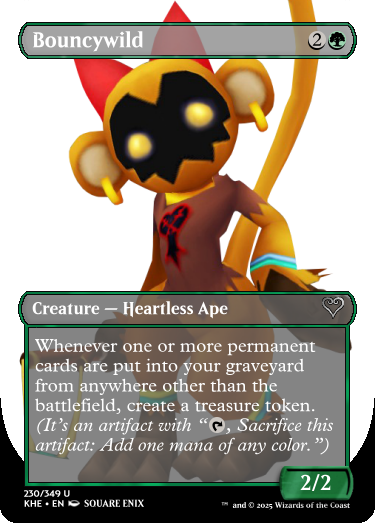 Bouncywild 2
Creature — Heartless Ape
Whenever one or more permanent
cards are put into your graveyard
from anywhere other than the
battlefield, create a treasure token.
(It's an artifact with “, Sacrifice this
artifact: Add one mana of any color.”)
2/2
230/349 U
KHE • EN SQUARE ENIX
™ and © 2025 Wizards of the Coast